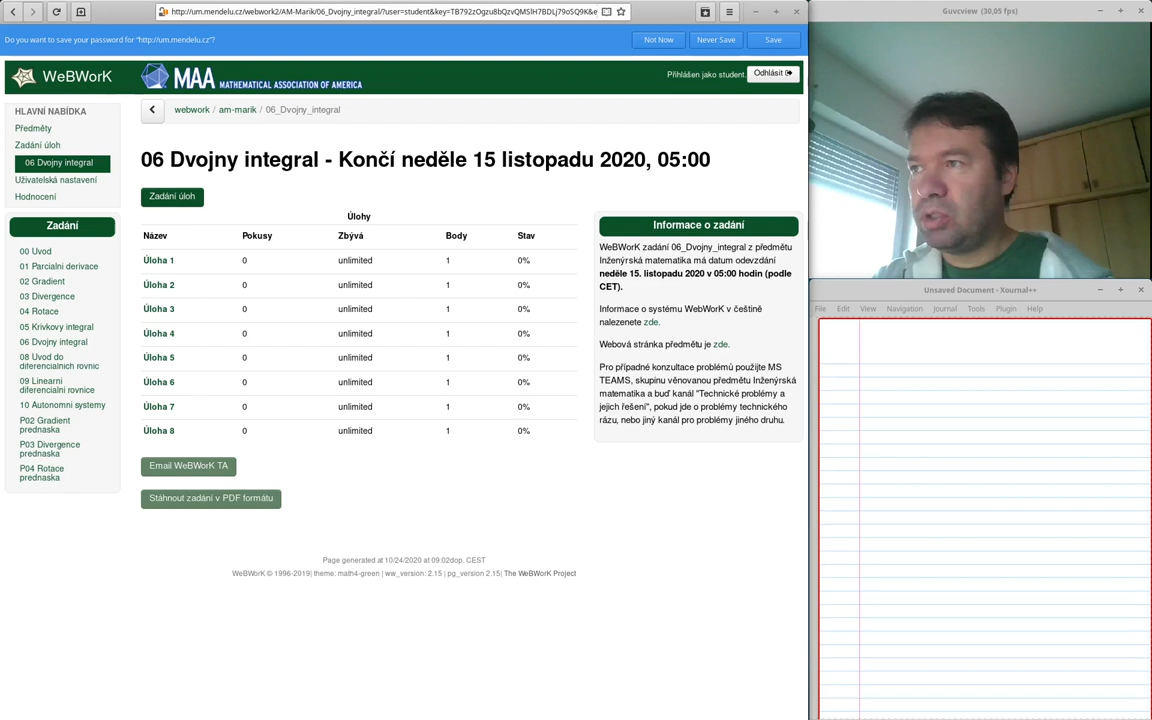 http://um.mendelu.cz/webwork2/AM-Marik/06_Dvojny_integral/?user=student&key=TB792zOgzu8bQzvQMSlH7BDLj79oSQ9K&e
Do you want to save your password for "http://um.mendelu.cz"?
Not Now
Never Save
Save
WeBWorK
MAA MATHEMATICAL ASSOCIATION OF AMERICA
Přihlášen jako student.
Odhlásit
HLAVNÍ NABÍDKA
Předměty
Zadání úloh
06 Dvojny integral
Uživatelská nastavení
Hodnocení
Zadání
00 Uvod
01 Parcialni derivace
02 Gradient
03 Divergence
04 Rotace
05 Krivkovy integral
06 Dvojny integral
08 Uvod do
diferencialnich rovnic
09 Linearni
diferencialni rovnice
10 Autonomni systemy
P02 Gradient
prednaska
P03 Divergence
prednaska
P04 Rotace
prednaska
webwork / am-marik / 06_Dvojny_integral
06 Dvojny integral - Končí neděle 15 listopadu 2020, 05:00
Zadání úloh
Úlohy
Název Pokusy Zbývá Body Stav
Úloha 1 0 unlimited 1 0%
Úloha 2 0 unlimited 1 0%
Úloha 3 0 unlimited 1 0%
Úloha 4 0 unlimited 1 0%
Úloha 5 0 unlimited 1 0%
Úloha 6 0 unlimited 1 0%
Úloha 7 0 unlimited 1 0%
Úloha 8 0 unlimited 1 0%
Email WeBWorK TA
Stáhnout zadání v PDF formátu
Informace o zadání
WeBWorK zadání 06_Dvojny_integral z předmětu
Inženýrská matematika má datum odevzdání
neděle 15. listopadu 2020 v 05:00 hodin (podle
CET).
Informace o systému WeBWorK v češtině
nalezenete zde.
Webová stránka předmětu je zde.
Pro případné konzultace problémů použijte MS
TEAMS, skupinu věnovanou předmětu Inženýrská
matematika a buď kanál "Technické problémy a
jejich řešení", pokud jde o problémy technického
rázu, nebo jiný kanál pro problémy jiného druhu.
Page generated at 10/24/2020 at 09:02dop. CEST
WeBWorK © 1996-2019| theme: math4-green | ww_version: 2.15 | pg_version 2.15| The WeBWorK Project
Guvcview (30,05 fps)
Unsaved Document - Xournal++
File Edit View Navigation Journal Tools Plugin Help